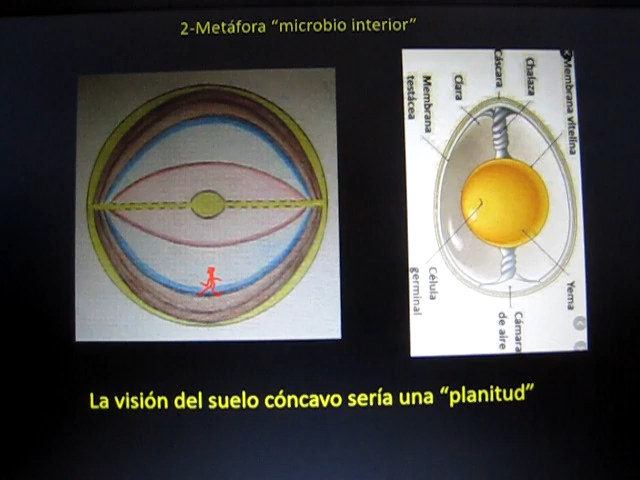 2-Metáfora “microbio interior”
Membrana vitelina
Chalaza
Cáscara
Clara
Membrana
testácea
Yema
Cámara
de aire
Célula
germinal
La visión del suelo cóncavo sería una “planitud”